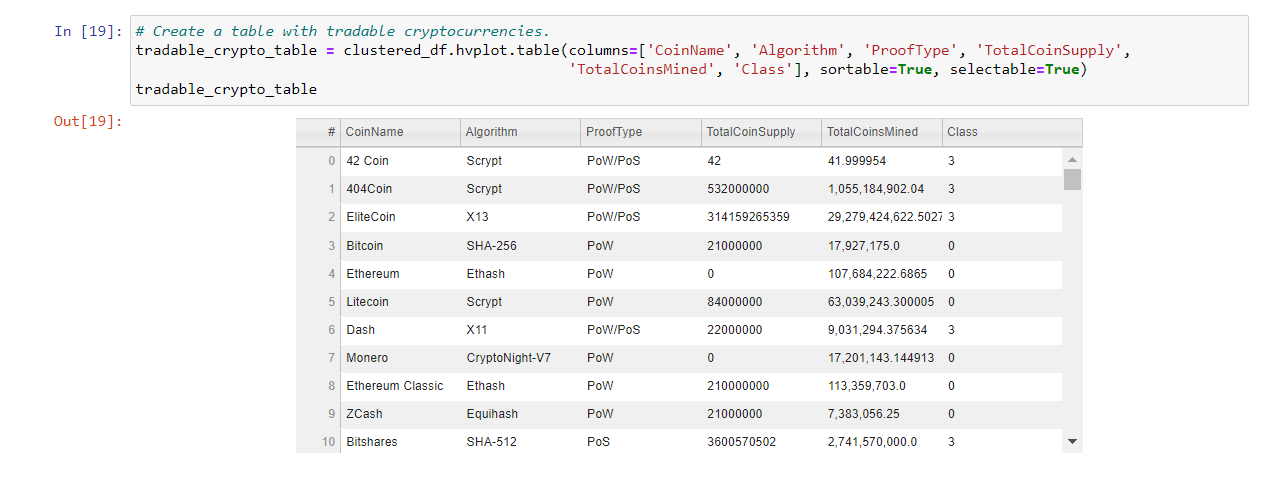 In [19]: # Create a table with tradable cryptocurrencies.
tradable_crypto_table = clustered_df.hvplot.table(columns=['CoinName', 'Algorithm', 'ProofType', 'TotalCoinSupply',
'TotalCoinsMined', 'Class'], sortable=True, selectable=True)
tradable_crypto_table
Out[19]:
# CoinName Algorithm ProofType TotalCoinSupply TotalCoinsMined Class
0 42 Coin Scrypt PoW/PoS 42 41.999954 3
1 404Coin Scrypt PoW/PoS 532000000 1,055,184,902.04 3
2 EliteCoin X13 PoW/PoS 314159265359 29,279,424,622.5027 3
3 Bitcoin SHA-256 PoW 21000000 17,927,175.0 0
4 Ethereum Ethash PoW 0 107,684,222.6865 0
5 Litecoin Scrypt PoW 84000000 63,039,243.300005 0
6 Dash X11 PoW/PoS 22000000 9,031,294.375634 3
7 Monero CryptoNight-V7 PoW 0 17,201,143.144913 0
8 Ethereum Classic Ethash PoW 210000000 113,359,703.0 0
9 ZCash Equihash PoW 21000000 7,383,056.25 0
10 Bitshares SHA-512 PoS 3600570502 2,741,570,000.0 3